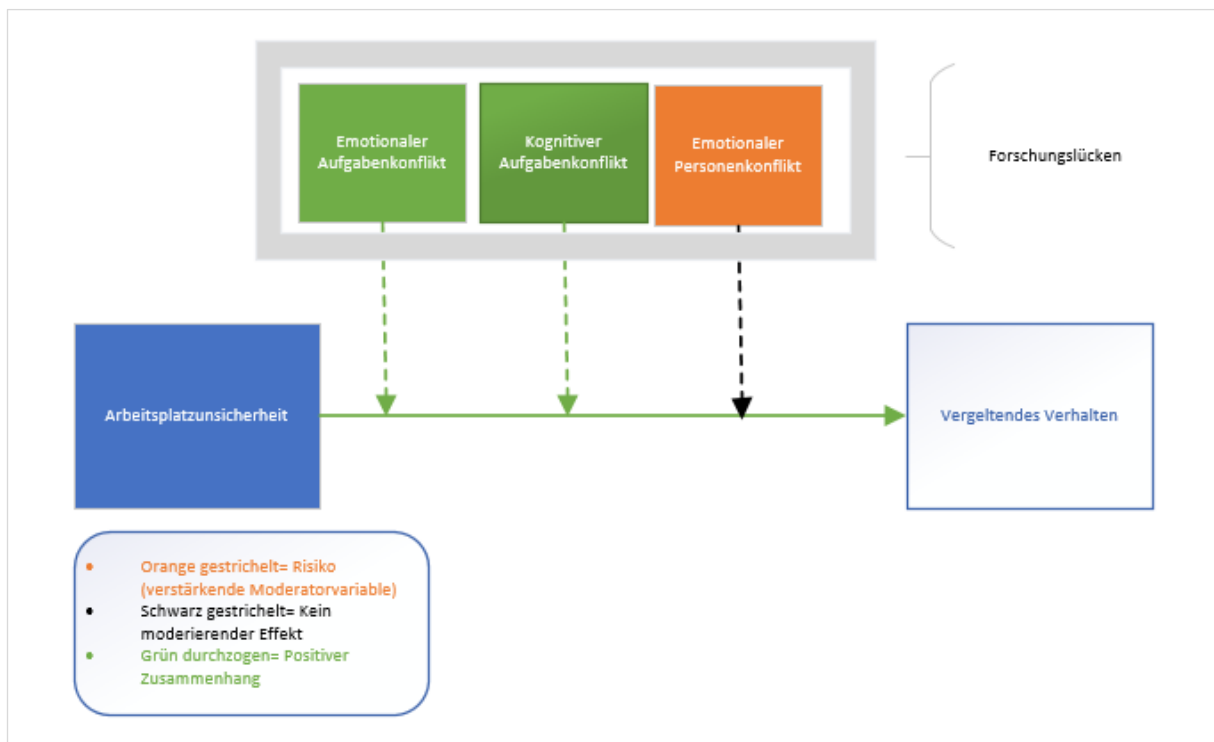 Emotionaler
Aufgabenkonflikt
Kognitiver
Aufgabenkonflikt
Emotionaler
Personenkonflikt
Forschungslücken
Arbeitsplatzunsicherheit
Vergeltendes Verhalten
• Orange gestrichelt= Risiko
(verstärkende Moderatorvariable)
• Schwarz gestrichelt= Kein
moderierender Effekt
• Grün durchzogen= Positiver
Zusammenhang